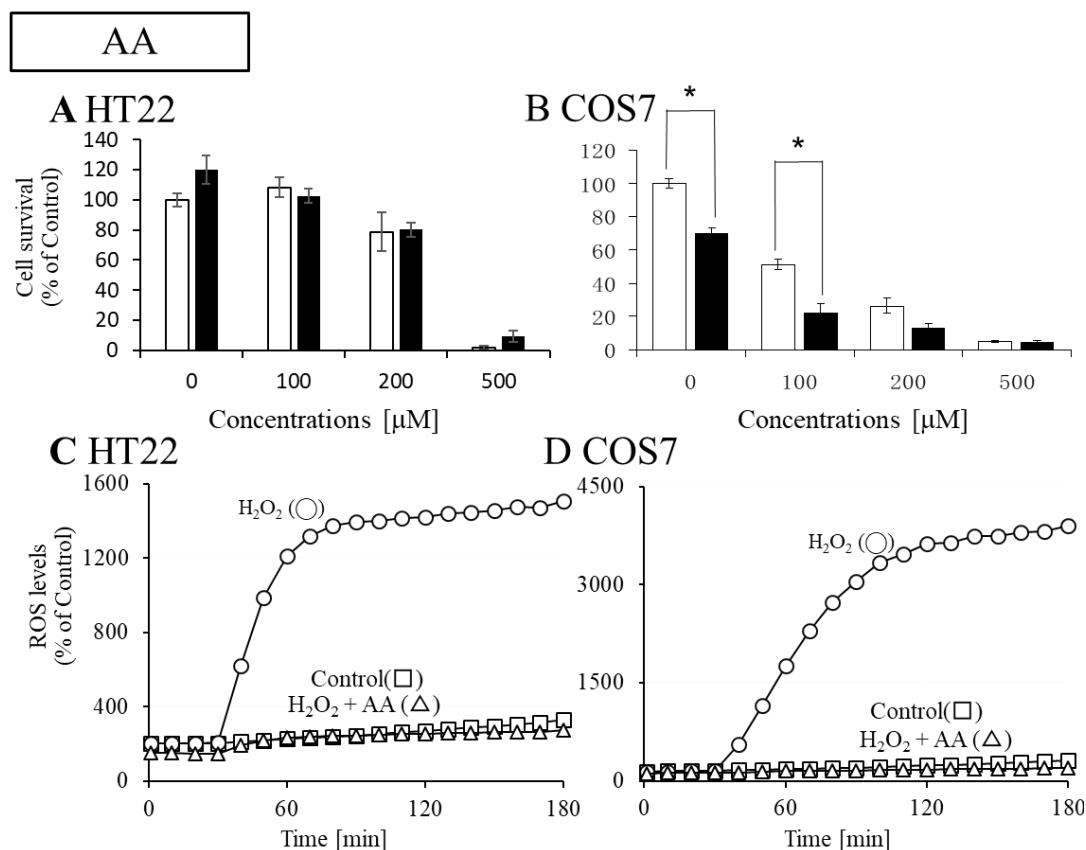 AA
A HT22
Cell survival
(% of Control)
140
120
100
80
60
40
20
0
0 100 200 500
Concentrations [μM]
B COS7
* *
120
100
80
60
40
20
0
0 100 200 500
Concentrations [μM]
C HT22
ROS levels
(% of Control)
1600
1200
800
400
0
H₂O₂ (○)
Control(□)
H₂O₂ + AA (△)
0 60 120 180
Time [min]
D COS7
4500
3000
1500
0
H₂O₂ (○)
Control(□)
H₂O₂ + AA (△)
0 60 120 180
Time [min]